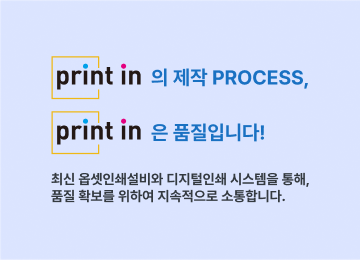 print in 의 제작 PROCESS,
print in 은 품질입니다!
최신 옵셋인쇄설비와 디지털인쇄 시스템을 통해,
품질 확보를 위하여 지속적으로 소통합니다.